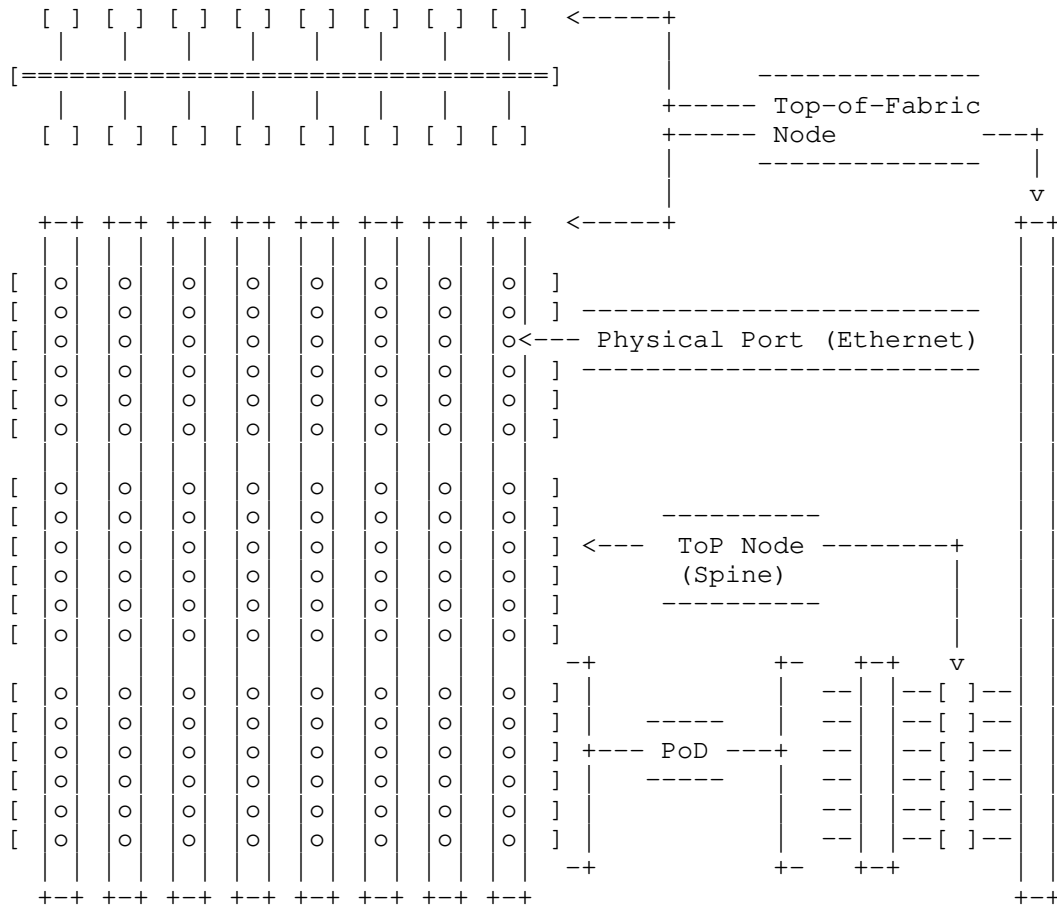 Top-of-Fabric
Node
Physical Port (Ethernet)
ToP Node
(Spine)
PoD